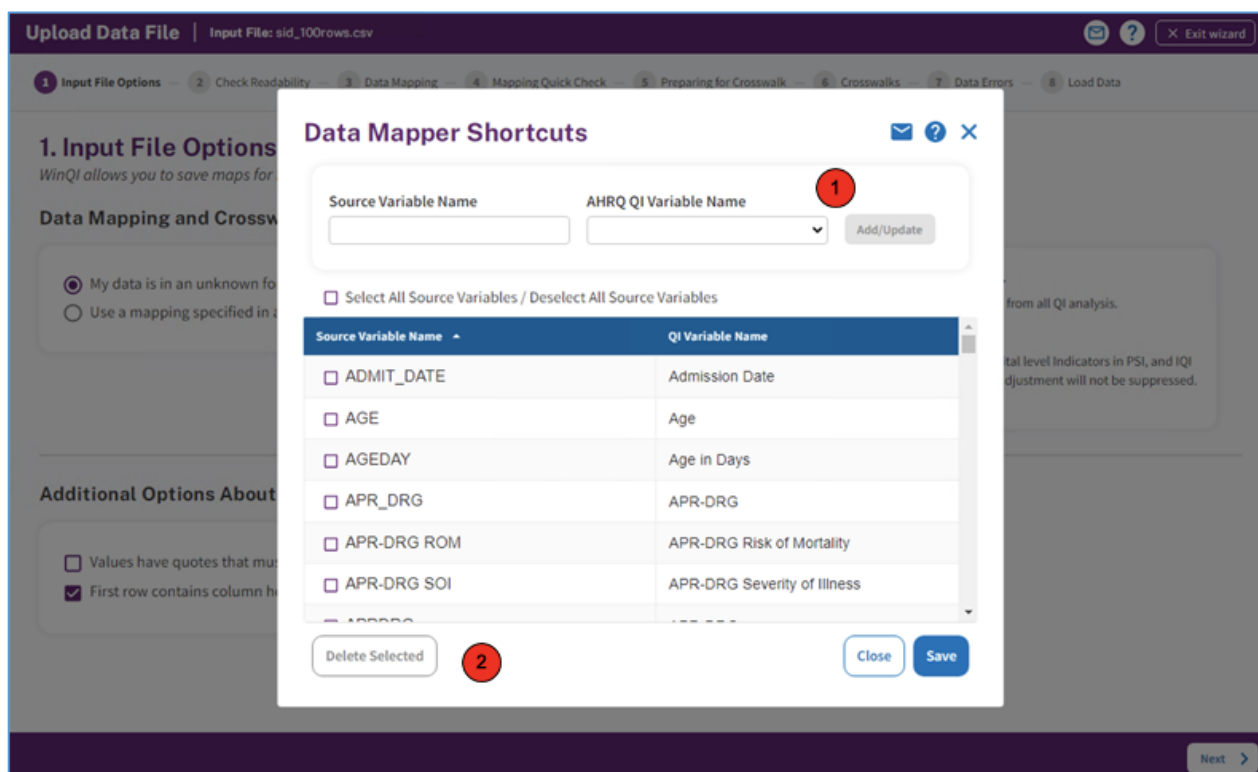 Upload Data File | Input File: sid_100rows.csv
? × Exit wizard
1 Input File Options — 2 Check Readability — 3 Data Mapping — 4 Mapping Quick Check — 5 Preparing for Crosswalk — 6 Crosswalks — 7 Data Errors — 8 Load Data
1. Input File Options
WinQI allows you to save maps for
Data Mapping and Crossw
My data is in an unknown fo
Use a mapping specified in a
from all QI analysis.
ital level Indicators in PSI, and IQI
djustment will not be suppressed.
Additional Options About
Values have quotes that mus
First row contains column he
Data Mapper Shortcuts
?
1
Source Variable Name AHRQ QI Variable Name
Add/Update
Select All Source Variables / Deselect All Source Variables
Source Variable Name QI Variable Name
ADMIT_DATE Admission Date
AGE Age
AGEDAY Age in Days
APR_DRG APR-DRG
APR-DRG ROM APR-DRG Risk of Mortality
APR-DRG SOI APR-DRG Severity of Illness
Delete Selected 2 Close Save
Next